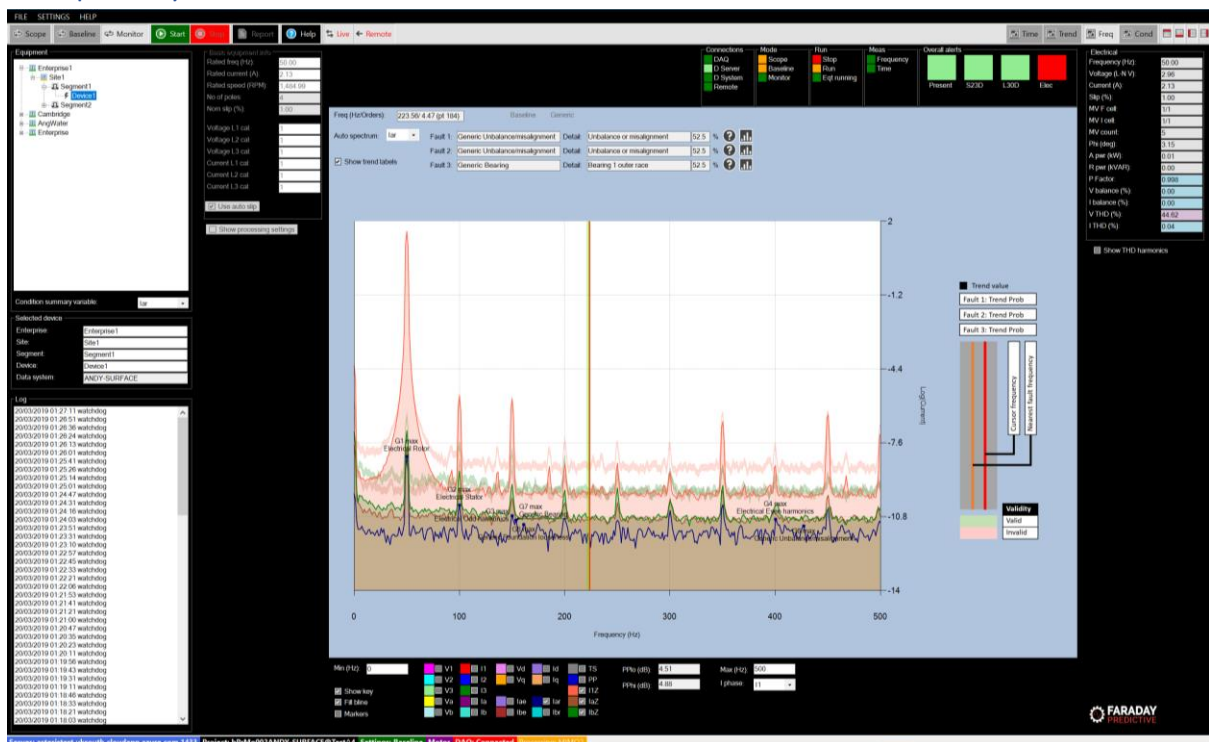 FILE SETTINGS HELP
Scope Baseline Monitor Start Stop Report Help Live Remote Time Trend Freq Cond
Equipment
Enterprise1
Site1
Segment1
Device1
Segment2
Cambridge
AngWater
Enterprise
Condition summary variable: Iar
Selected device
Enterprise: Enterprise1
Site: Site1
Segment: Segment1
Device: Device1
Data system: ANDY-SURFACE
Log
20/03/2019 01:27:11 watchdog
20/03/2019 01:26:51 watchdog
20/03/2019 01:26:36 watchdog
20/03/2019 01:26:24 watchdog
20/03/2019 01:26:13 watchdog
20/03/2019 01:26:01 watchdog
20/03/2019 01:25:41 watchdog
20/03/2019 01:25:26 watchdog
20/03/2019 01:25:14 watchdog
20/03/2019 01:25:01 watchdog
20/03/2019 01:24:47 watchdog
20/03/2019 01:24:31 watchdog
20/03/2019 01:24:16 watchdog
20/03/2019 01:24:03 watchdog
20/03/2019 01:23:51 watchdog
20/03/2019 01:23:31 watchdog
20/03/2019 01:23:10 watchdog
20/03/2019 01:22:57 watchdog
20/03/2019 01:22:45 watchdog
20/03/2019 01:22:33 watchdog
20/03/2019 01:22:21 watchdog
20/03/2019 01:22:06 watchdog
20/03/2019 01:21:53 watchdog
20/03/2019 01:21:41 watchdog
20/03/2019 01:21:21 watchdog
20/03/2019 01:21:00 watchdog
20/03/2019 01:20:47 watchdog
20/03/2019 01:20:35 watchdog
20/03/2019 01:20:23 watchdog
20/03/2019 01:20:11 watchdog
20/03/2019 01:19:56 watchdog
20/03/2019 01:19:43 watchdog
20/03/2019 01:19:31 watchdog
20/03/2019 01:19:11 watchdog
20/03/2019 01:18:46 watchdog
20/03/2019 01:18:33 watchdog
20/03/2019 01:18:21 watchdog
20/03/2019 01:18:03 watchdog
Basic equipment info
Rated freq (Hz): 50.00
Rated current (A): 2.13
Rated speed (RPM): 1,484.99
No of poles: 4
Nom slip (%): 1.00
Voltage L1 cal 1
Voltage L2 cal 1
Voltage L3 cal 1
Current L1 cal 1
Current L2 cal 1
Current L3 cal 1
Use auto slip
Show processing settings
Connections
DAQ
D Server
D System
Remote
Mode
Scope
Baseline
Monitor
Run
Stop
Run
Eqt running
Meas
Frequency
Time
Overall alerts
Present S23D L30D Elec
Freq (Hz/Orders): 223.56/ 4.47 (pt 184) Baseline Generic
Auto spectrum: Iar
Fault 1: Generic Unbalance/misalignment Detail: Unbalance or misalignment 52.5 % ?
Fault 2: Generic Unbalance/misalignment Detail: Unbalance or misalignment 52.5 % ?
Show trend labels
Fault 3: Generic Bearing Detail: Bearing 1 outer race 52.5 % ?
-2
-1.2
-4.4
-7.6
-10.8
-14
Log(Current)
G1 max
Electrical Rotor
G2 max
Electrical Stator
G7 max
Generic Bearing
G4 max
Electrical Even harmonics
Generic Unbalance/misalignment
0 100 200 300 400 500
Frequency (Hz)
Trend value
Fault 1: Trend Prob
Fault 2: Trend Prob
Fault 3: Trend Prob
Cursor frequency
Nearest fault frequency
Validity
Valid
Invalid
Electrical
Frequency (Hz): 50.00
Voltage (L-N V): 2.96
Current (A): 2.13
Slip (%): 1.00
MV F cell 1/1
MV I cell 1/1
MV count: 5
Phi (deg): 3.15
A pwr (kW): 0.01
R pwr (kVAR): 0.00
P Factor: 0.998
V balance (%): 0.00
I balance (%): 0.00
V THD (%): 44.62
I THD (%): 0.04
Show THD harmonics
Min (Hz): 0
Show key
Fill bline
Markers
V1 I1 Vd Id TS
V2 I2 Vq Iq PP
V3 I3 I1Z
Va Ia Iae Iar IaZ
Vb Ib Ibe Ibr IbZ
PPlo (dB): 4.51
PPhi (dB): 4.88
Max (Hz): 500
I phase: I1
FARADAY
PREDICTIVE